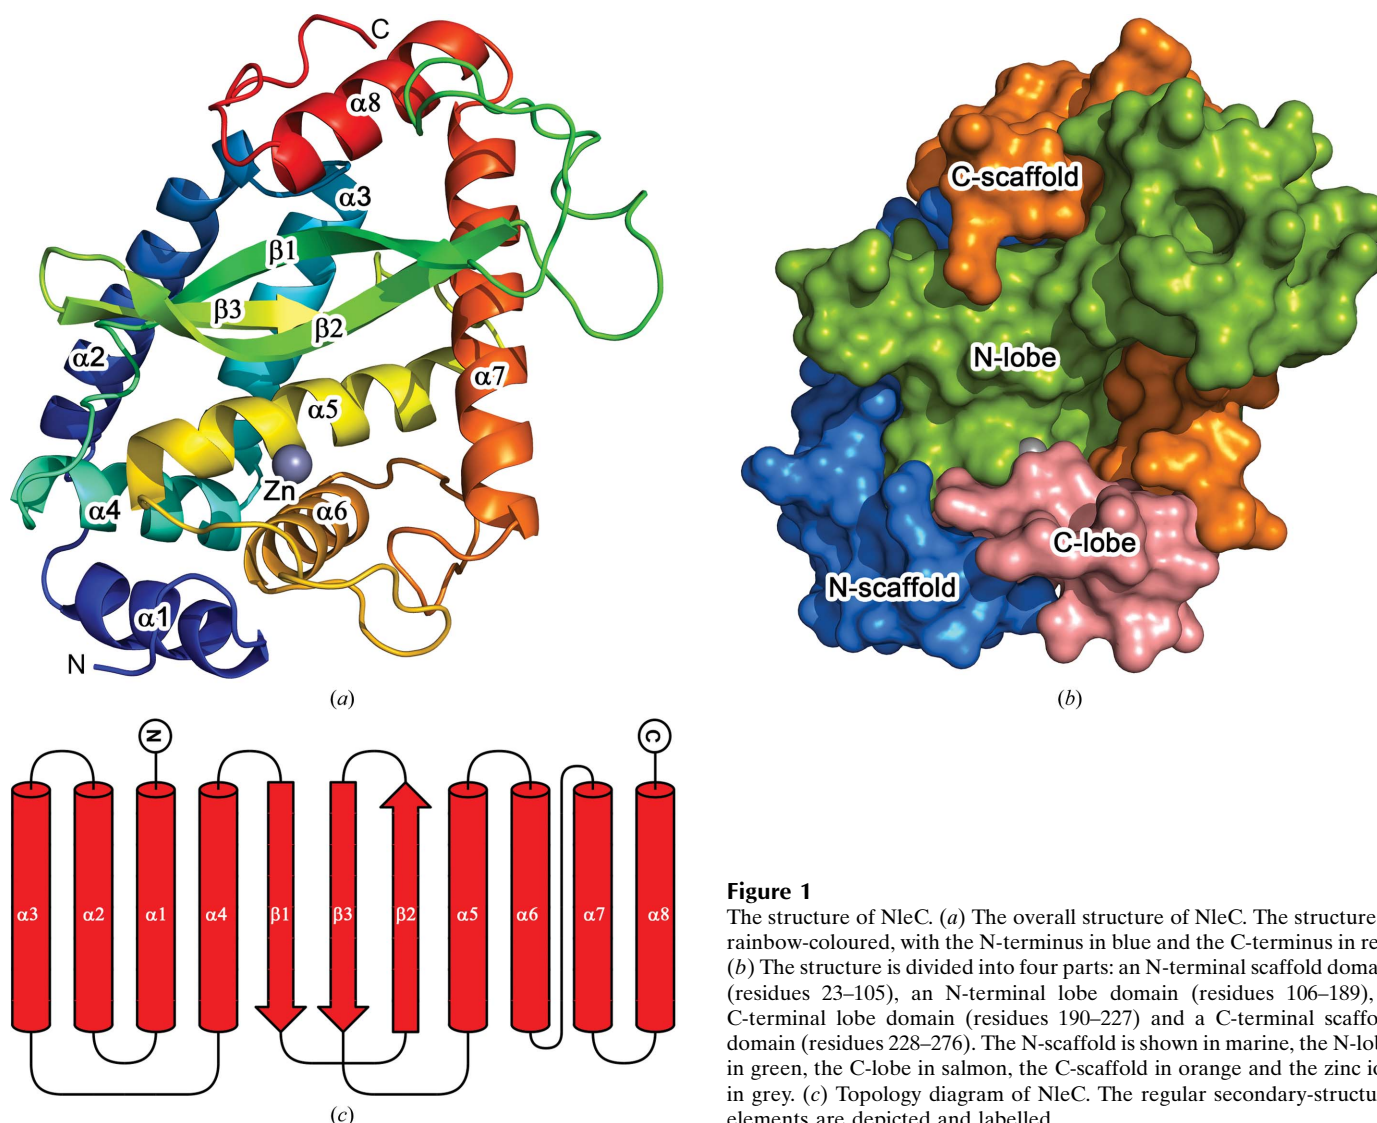 C
α8
α3
β1
β3
β2
α2
α7
α5
Zn
α4
α6
α1
N
(a)
C-scaffold
N-lobe
C-lobe
N-scaffold
(b)
N
C
α3 α2 α1 α4 β1 β3 β2 α5 α6 α7 α8
(c)
Figure 1
The structure of NleC. (a) The overall structure of NleC. The structure
rainbow-coloured, with the N-terminus in blue and the C-terminus in
(b) The structure is divided into four parts: an N-terminal scaffold
(residues 23–105), an N-terminal lobe domain (residues 106–189),
C-terminal lobe domain (residues 190–227) and a C-terminal
domain (residues 228–276). The N-scaffold is shown in marine, the
in green, the C-lobe in salmon, the C-scaffold in orange and the zinc
in grey. (c) Topology diagram of NleC. The regular
elements are depicted and labelled